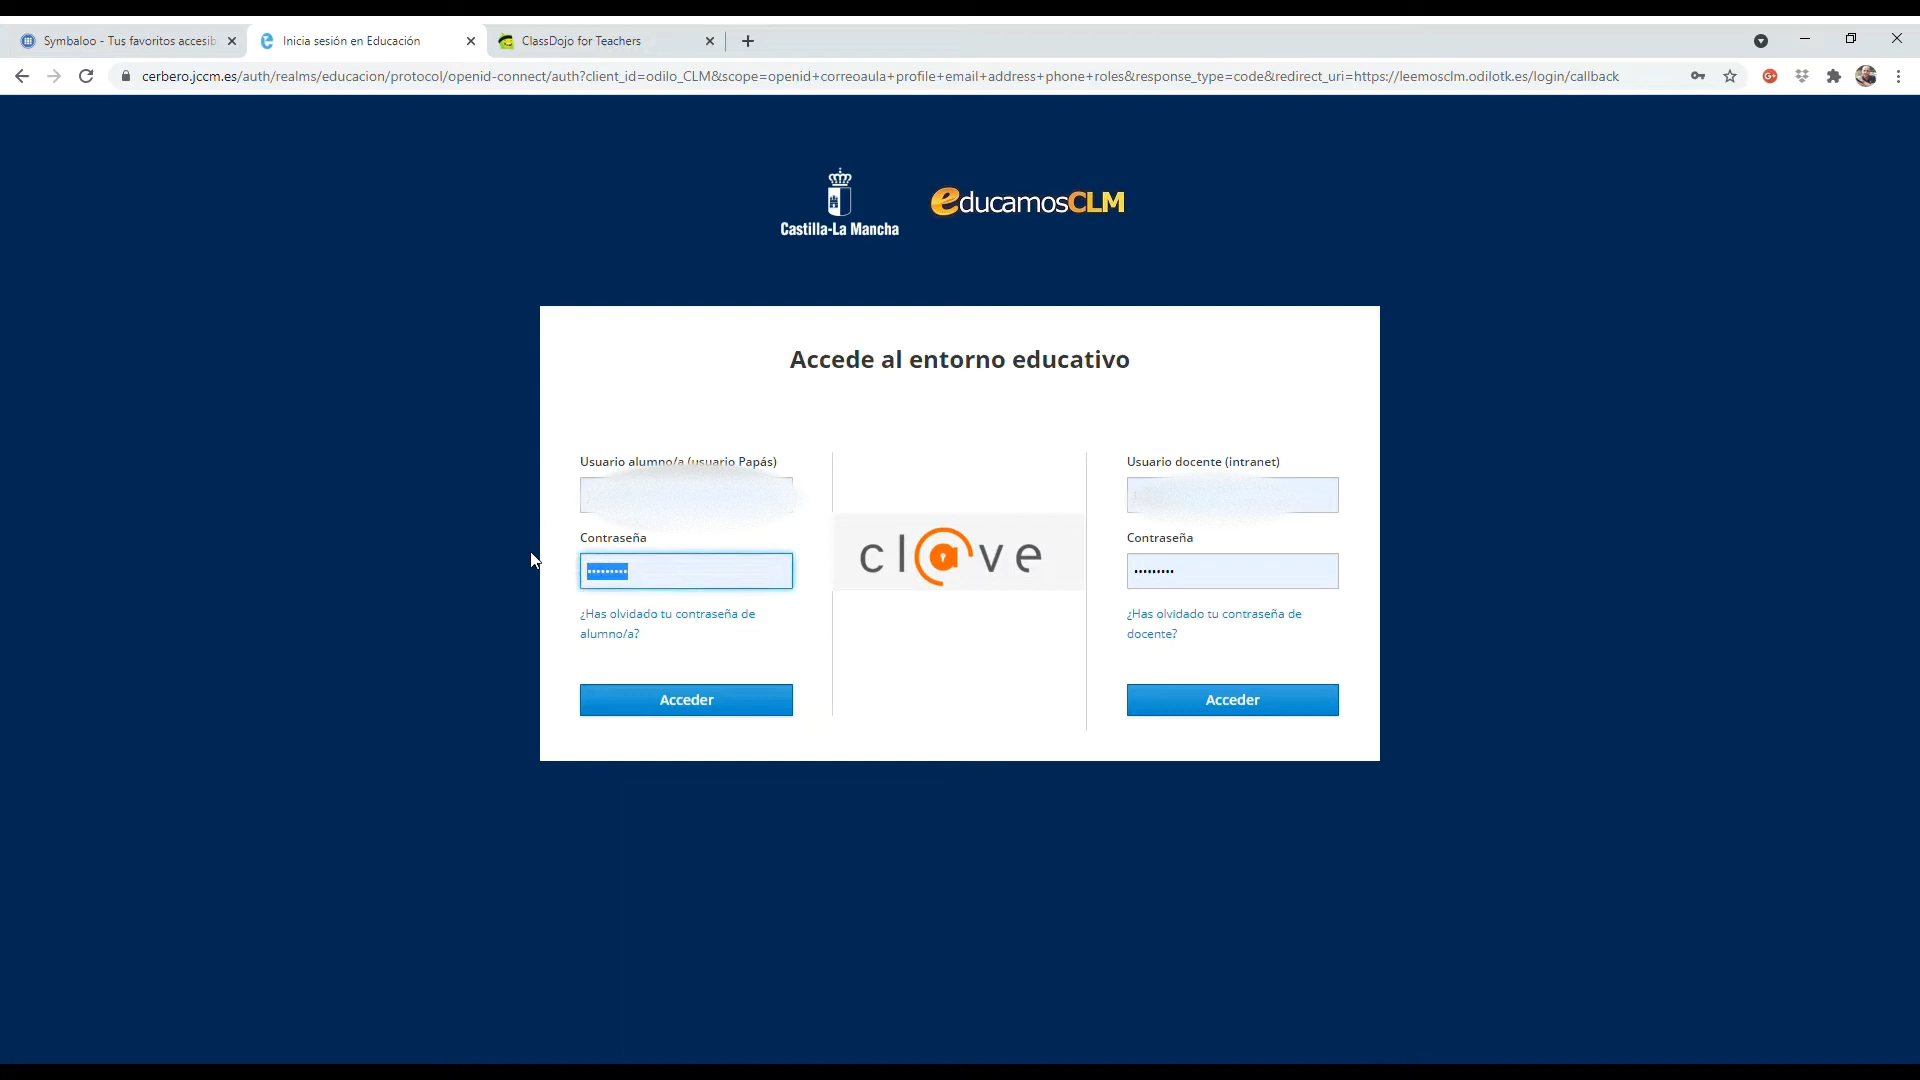 Symbaloo - Tus favoritos accesib
Inicia sesión en Educación
ClassDojo for Teachers
cerbero.jccm.es/auth/realms/educacion/protocol/openid-connect/auth?client_id=odilo_CLM&scope=openid+correoaula+profile+email+address+phone+roles&response_type=code&redirect_uri=https://leemosclm.odilotk.es/login/callback
Castilla-La Mancha
educamosCLM
Accede al entorno educativo
Usuario alumno/a (usuario Papás)
Contraseña
•••••••••
¿Has olvidado tu contraseña de
alumno/a?
Acceder
cl@ve
Usuario docente (intranet)
Contraseña
•••••••••
¿Has olvidado tu contraseña de
docente?
Acceder